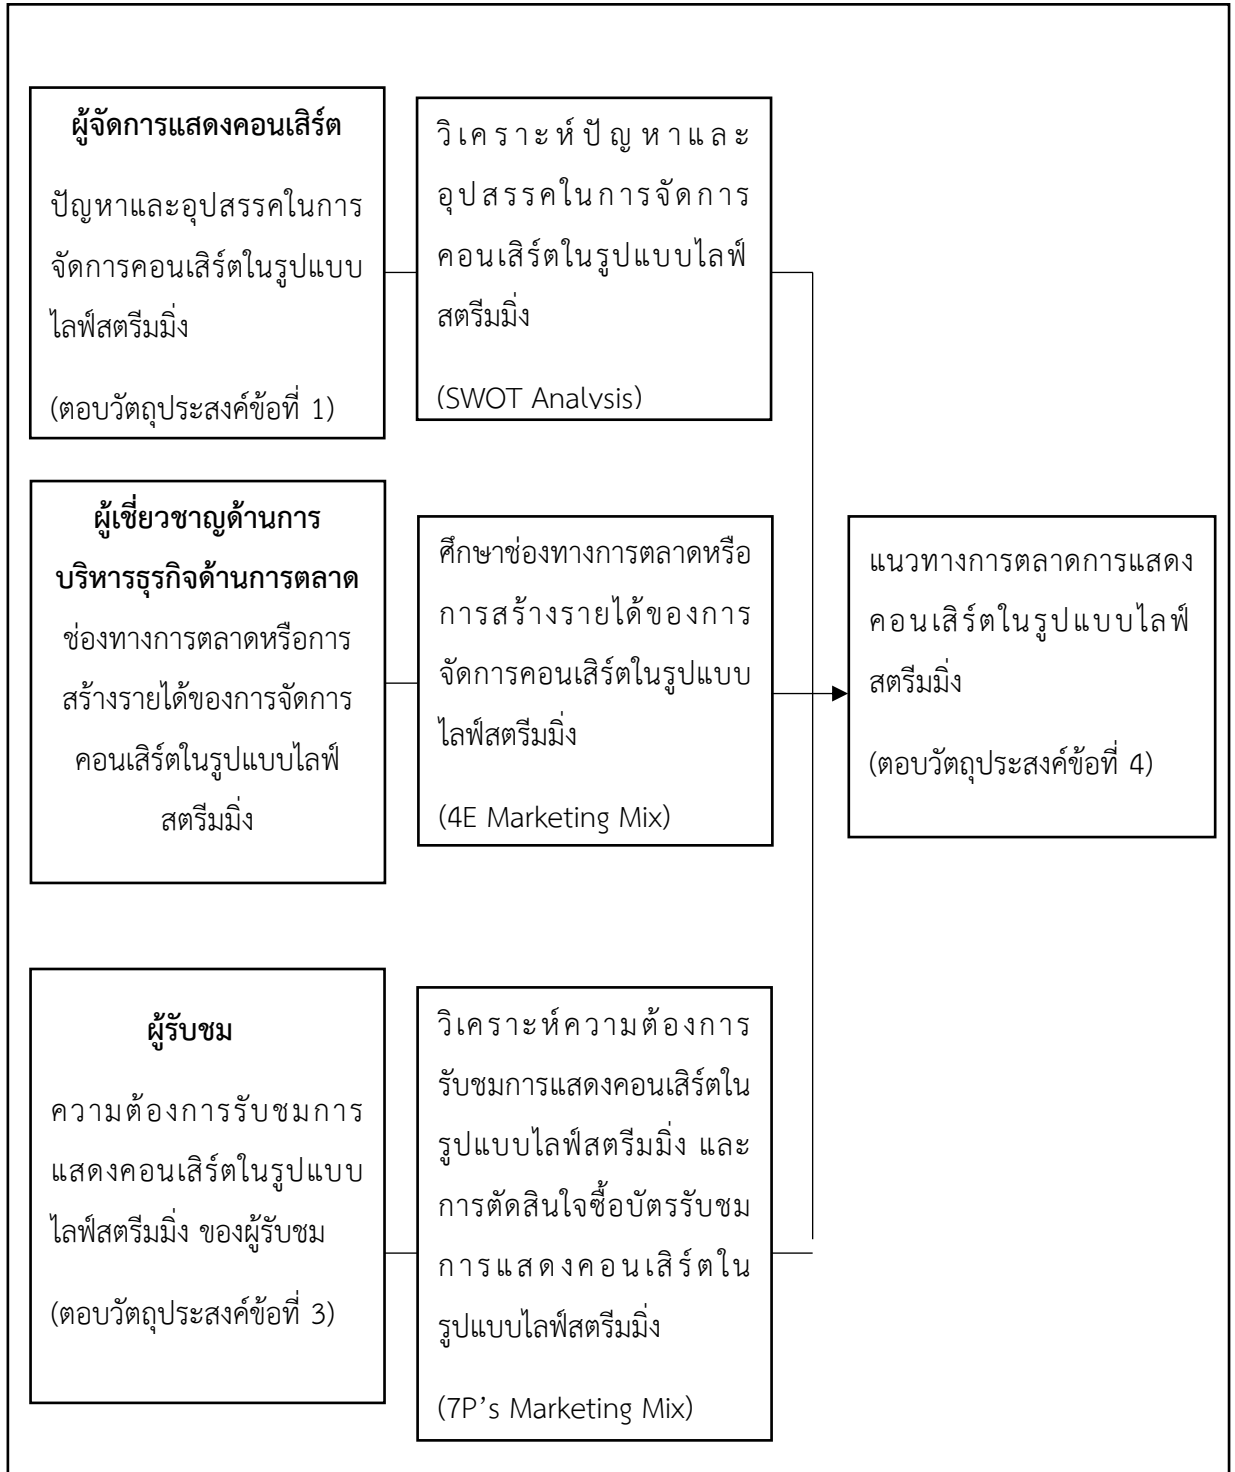 ผู้จัดการแสดงคอนเสิร์ต
ปัญหาและอุปสรรคในการ
จัดการคอนเสิร์ตในรูปแบบ
ไลฟ์สตรีมมิ่ง
(ตอบวัตถุประสงค์ข้อที่ 1)
วิเคราะห์ปัญหาและ
อุปสรรคในการจัดการ
คอนเสิร์ตในรูปแบบไลฟ์
สตรีมมิ่ง
(SWOT Analysis)
ผู้เชี่ยวชาญด้านการ
บริหารธุรกิจด้านการตลาด
ช่องทางการตลาดหรือการ
สร้างรายได้ของการจัดการ
คอนเสิร์ตในรูปแบบไลฟ์
สตรีมมิ่ง
ศึกษาช่องทางการตลาดหรือ
การสร้างรายได้ของการ
จัดการคอนเสิร์ตในรูปแบบ
ไลฟ์สตรีมมิ่ง
(4E Marketing Mix)
แนวทางการตลาดการแสดง
คอนเสิร์ตในรูปแบบไลฟ์
สตรีมมิ่ง
(ตอบวัตถุประสงค์ข้อที่ 4)
ผู้รับชม
ความต้องการรับชมการ
แสดงคอนเสิร์ตในรูปแบบ
ไลฟ์สตรีมมิ่ง ของผู้รับชม
(ตอบวัตถุประสงค์ข้อที่ 3)
วิเคราะห์ความต้องการ
รับชมการแสดงคอนเสิร์ตใน
รูปแบบไลฟ์สตรีมมิ่ง และ
การตัดสินใจซื้อบัตรรับชม
การแสดงคอนเสิร์ตใน
รูปแบบไลฟ์สตรีมมิ่ง
(7P’s Marketing Mix)